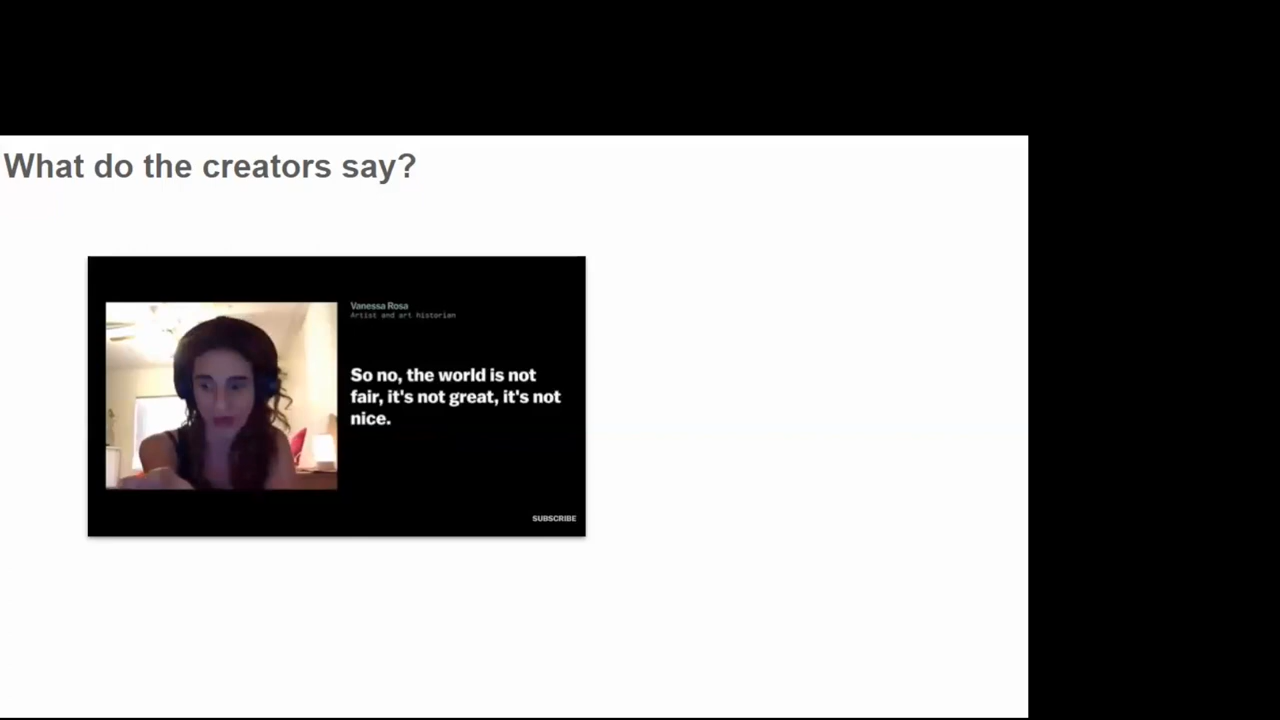 What do the creators say?
Vanessa Rosa
Artist and art historian
So no, the world is not
fair, it's not great, it's not
nice.
SUBSCRIBE